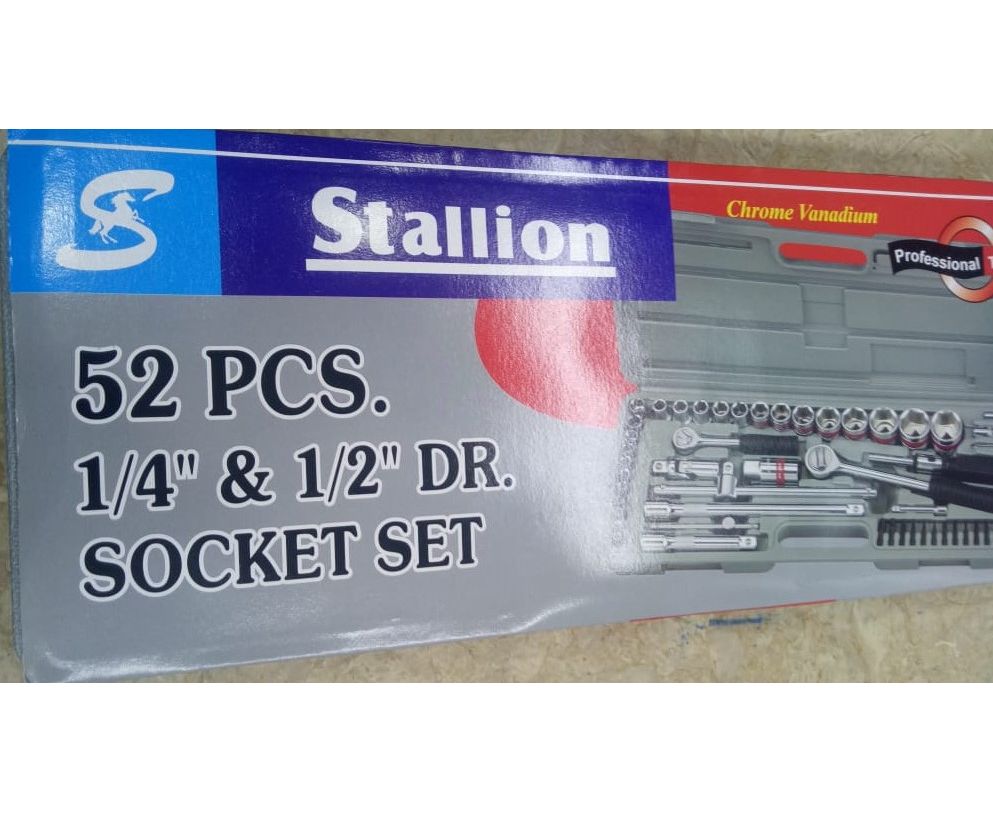 Stallion
Chrome Vanadium
Professional
52 PCS.
1/4" & 1/2" DR.
SOCKET SET